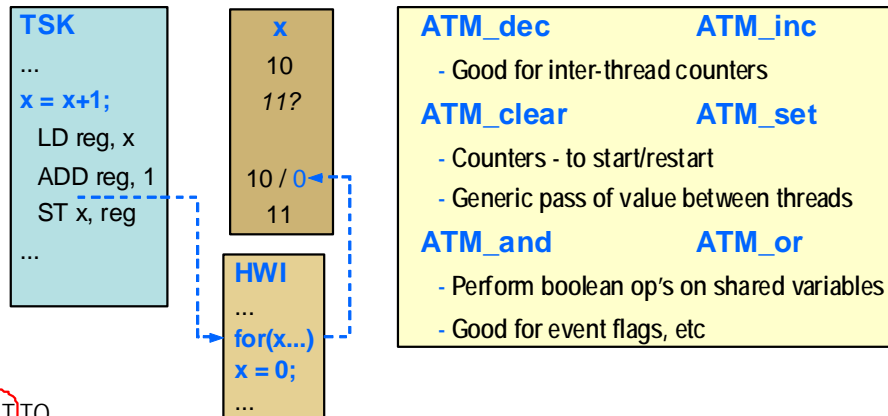 TSK
...
x = x+1;
LD reg, x
ADD reg, 1
ST x, reg
...
x
10
11?
10 / 0
11
HWI
...
for(x...)
x = 0;
...
ATM_dec ATM_inc
- Good for inter-thread counters
ATM_clear ATM_set
- Counters - to start/restart
- Generic pass of value between threads
ATM_and ATM_or
- Perform boolean op's on shared variables
- Good for event flags, etc